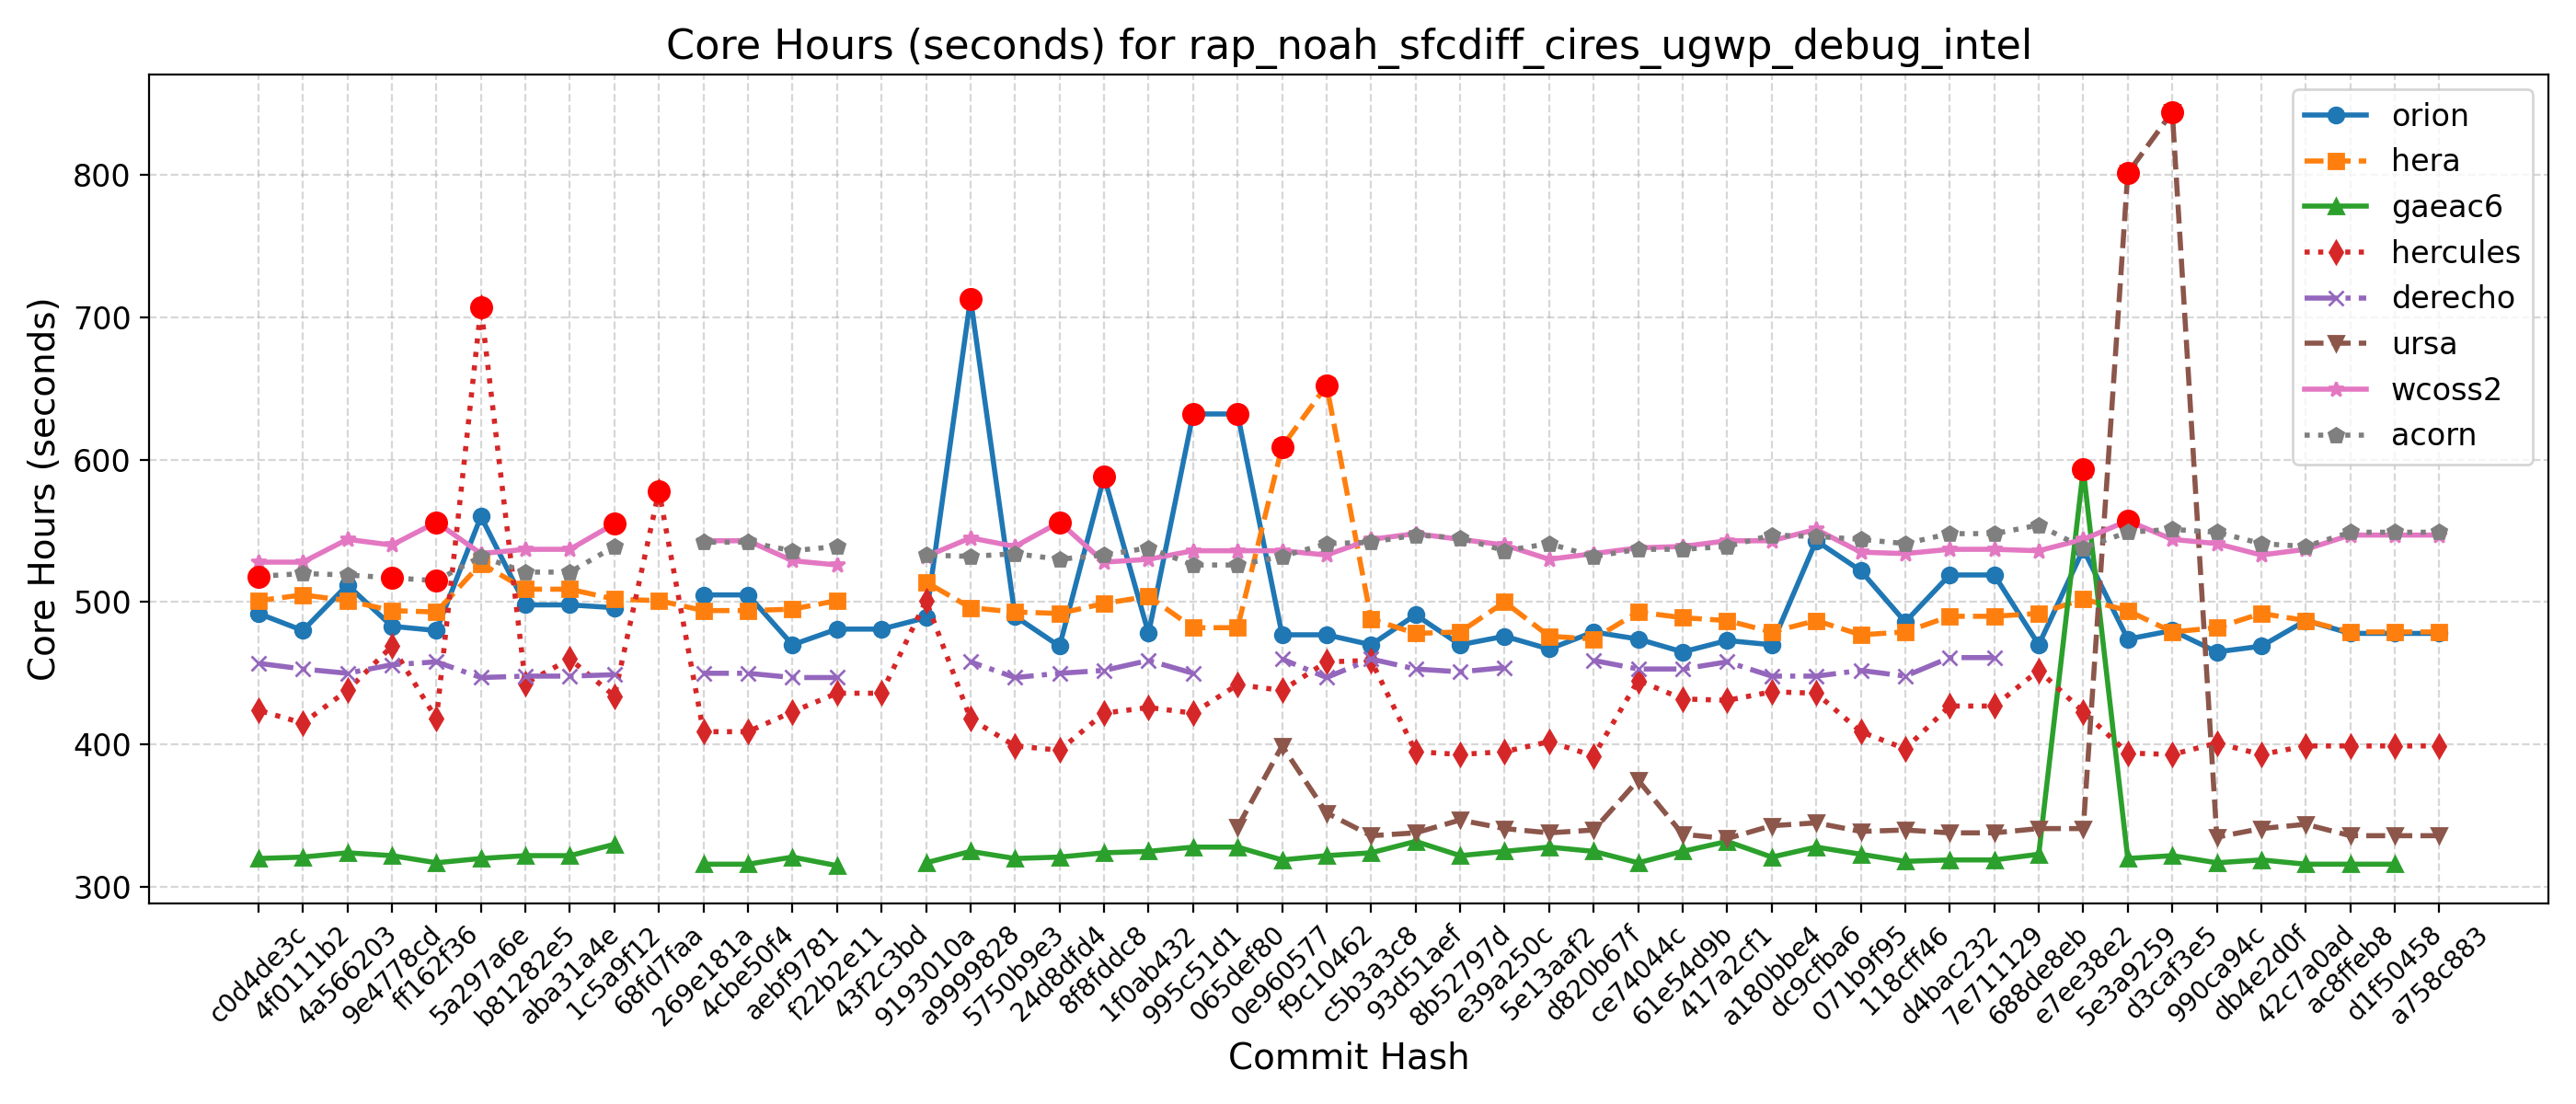 Core Hours (seconds) for rap_noah_sfcdiff_cires_ugwp_debug_intel
Core Hours (seconds)
800
700
600
500
400
300
orion
hera
gaeac6
hercules
derecho
ursa
wcoss2
acorn
c0d4de3c
4f0111b2
4a566203
9e4778cd
ff162f36
5a297a6e
b81282e5
aba31a4e
1c5a9f12
68fd7faa
269e181a
4cbe50f4
aebf9781
f22b2e11
43f2c3bd
9193010a
a9999828
5750b9e3
24d8dfd4
8f8fddc8
1f0ab432
995c51d1
065def80
0e960577
f9c10462
c5b3a3c8
93d51aef
8b52797d
e39a250c
5e13aaf2
d820b67f
ce74044c
61e54d9b
417a2cf1
a180bbe4
dc9cfba6
071b9f95
118cff46
d4bac232
7e711129
688de8eb
e7ee38e2
5e3a9259
d3caf3e5
990ca94c
db4e2d0f
42c7a0ad
ac8ffeb8
d1f50458
a758c883
Commit Hash